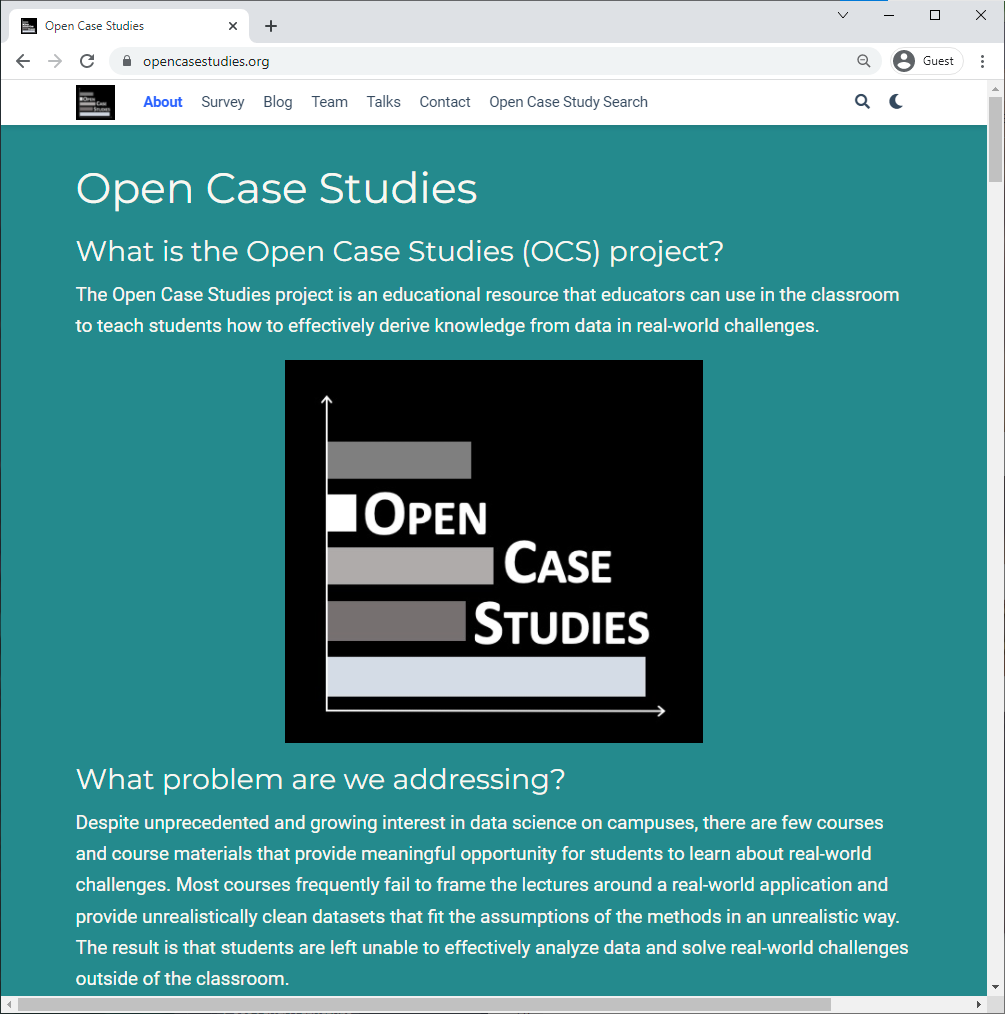 Open Case Studies
opencasestudies.org
Guest
About Survey Blog Team Talks Contact Open Case Study Search
Open Case Studies
What is the Open Case Studies (OCS) project?
The Open Case Studies project is an educational resource that educators can use in the classroom
to teach students how to effectively derive knowledge from data in real-world challenges.
OPEN
CASE
STUDIES
What problem are we addressing?
Despite unprecedented and growing interest in data science on campuses, there are few courses
and course materials that provide meaningful opportunity for students to learn about real-world
challenges. Most courses frequently fail to frame the lectures around a real-world application and
provide unrealistically clean datasets that fit the assumptions of the methods in an unrealistic way.
The result is that students are left unable to effectively analyze data and solve real-world challenges
outside of the classroom.